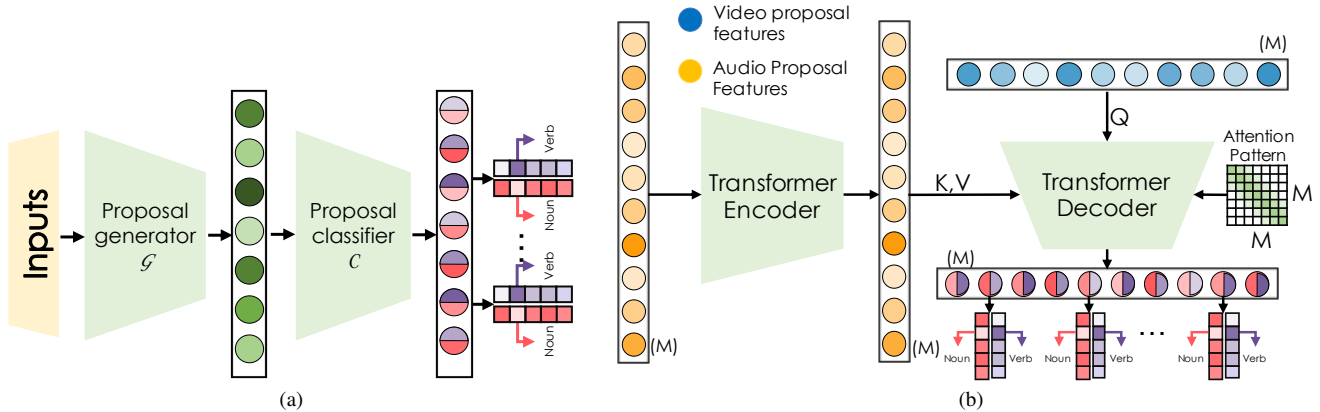 Inputs
Proposal
generator
𝒢
Proposal
classifier
C
Verb
Noun
Verb
Noun
(a)
Video proposal
features
Audio Proposal
Features
(M)
Transformer
Encoder
K,V
(M)
Q
Transformer
Decoder
Attention
Pattern
M
M
(M)
Noun
Verb
Noun
Verb
Noun
Verb
(b)